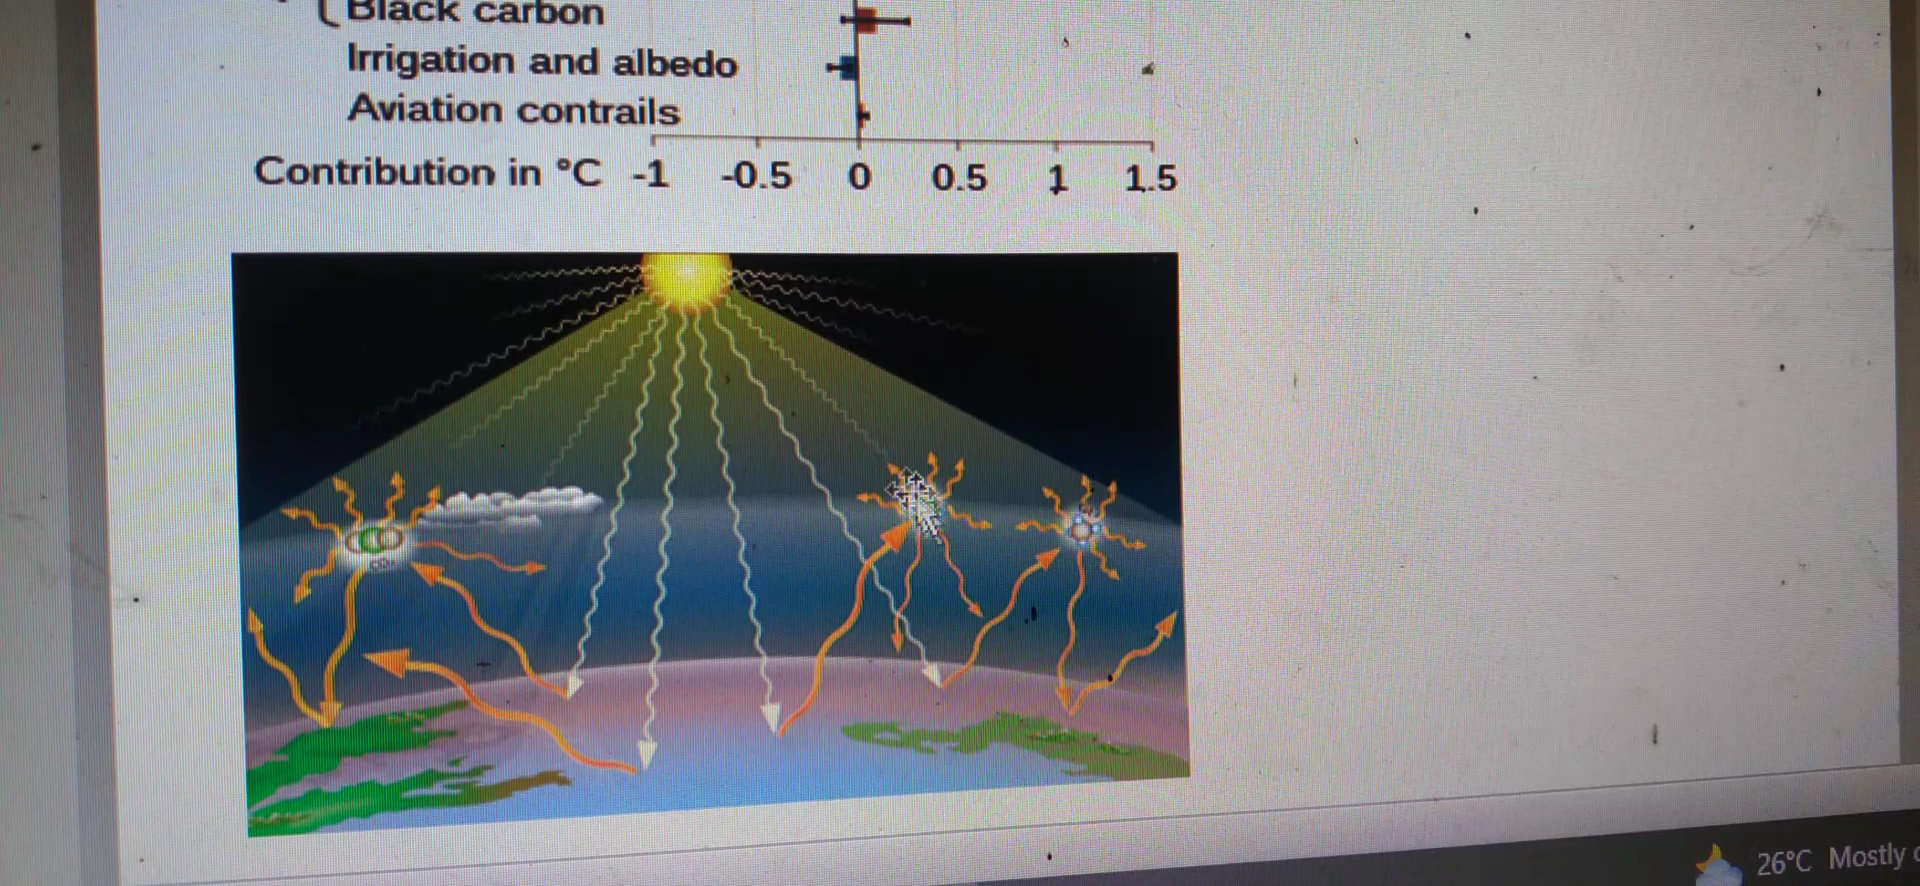 Black carbon
Irrigation and albedo
Aviation contrails
Contribution in °C -1 -0.5 0 0.5 1 1.5
26°C Mostly